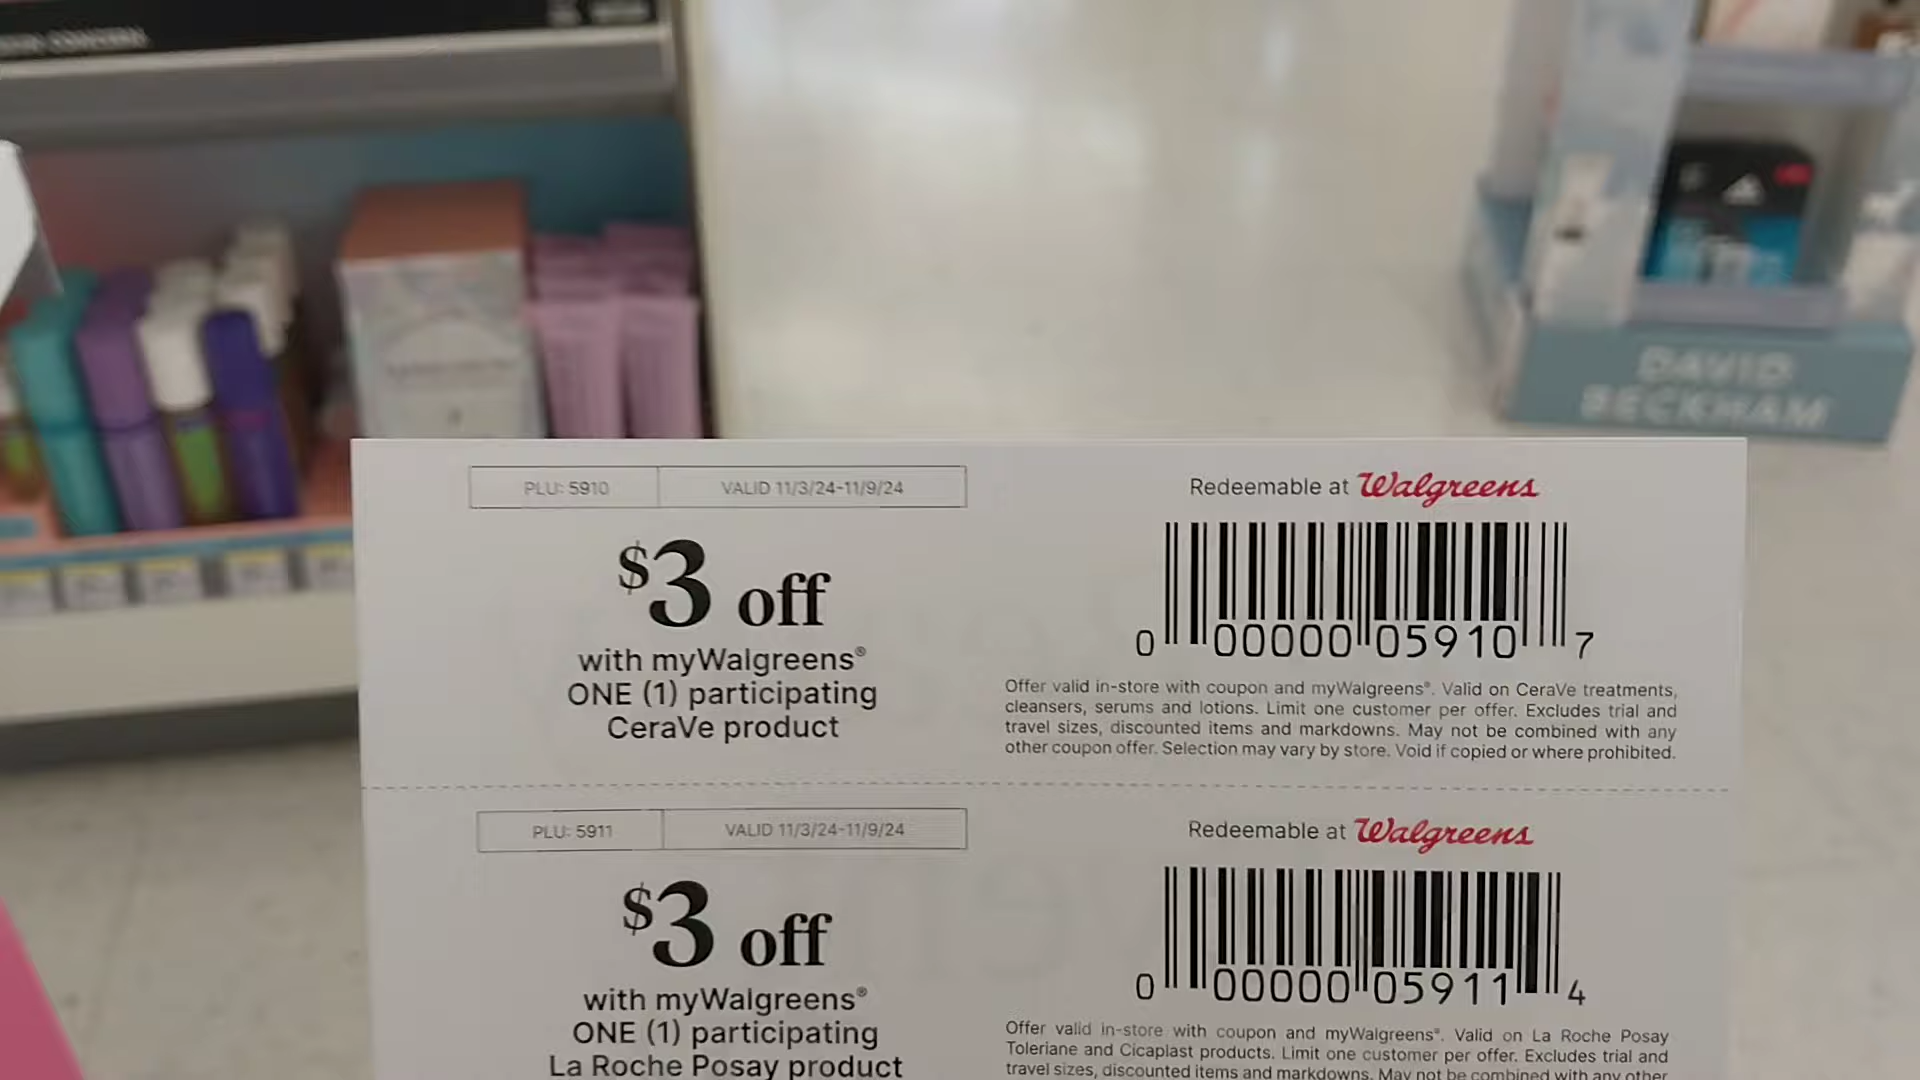 DAVID
BECKHAM
PLU: 5910 VALID 11/3/24-11/9/24
$3 off
with myWalgreens®
ONE (1) participating
CeraVe product
Redeemable at Walgreens
0 00000 05910 7
Offer valid in-store with coupon and myWalgreens®. Valid on CeraVe treatments,
cleansers, serums and lotions. Limit one customer per offer. Excludes trial and
travel sizes, discounted items and markdowns. May not be combined with any
other coupon offer. Selection may vary by store. Void if copied or where prohibited.
PLU: 5911 VALID 11/3/24-11/9/24
$3 off
with myWalgreens®
ONE (1) participating
La Roche Posay product
Redeemable at Walgreens
0 00000 05911 4
Offer valid in-store with coupon and myWalgreens®. Valid on La Roche Posay
Toleriane and Cicaplast products. Limit one customer per offer. Excludes trial and
travel sizes, discounted items and markdowns. May not be combined with any other